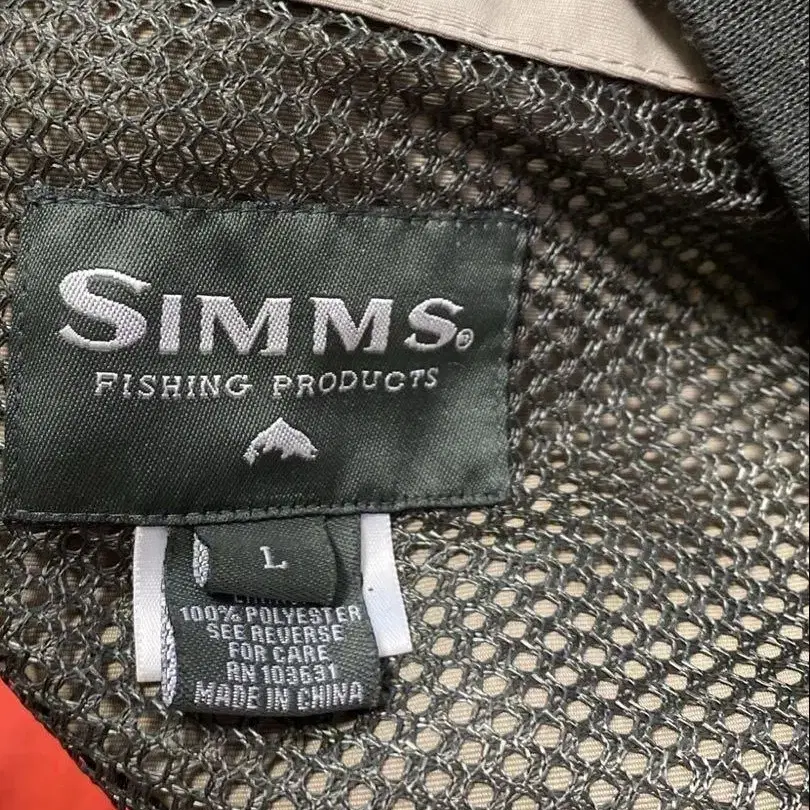 SIMMS®
FISHING PRODUCTS
L
100% POLYESTER
SEE REVERSE
FOR CARE
RN 103631
MADE IN CHINA